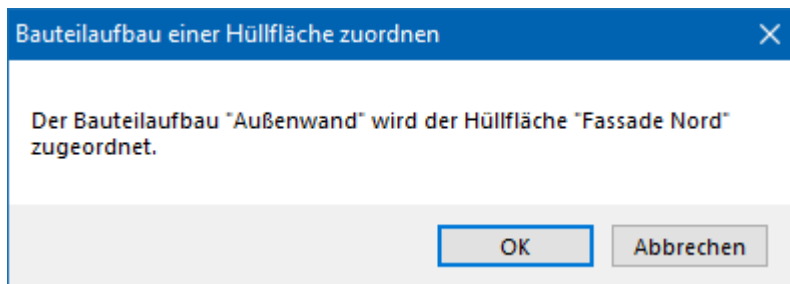 Bauteilaufbau einer Hüllfläche zuordnen
Der Bauteilaufbau "Außenwand" wird der Hüllfläche "Fassade Nord"
zugeordnet.
OK
Abbrechen